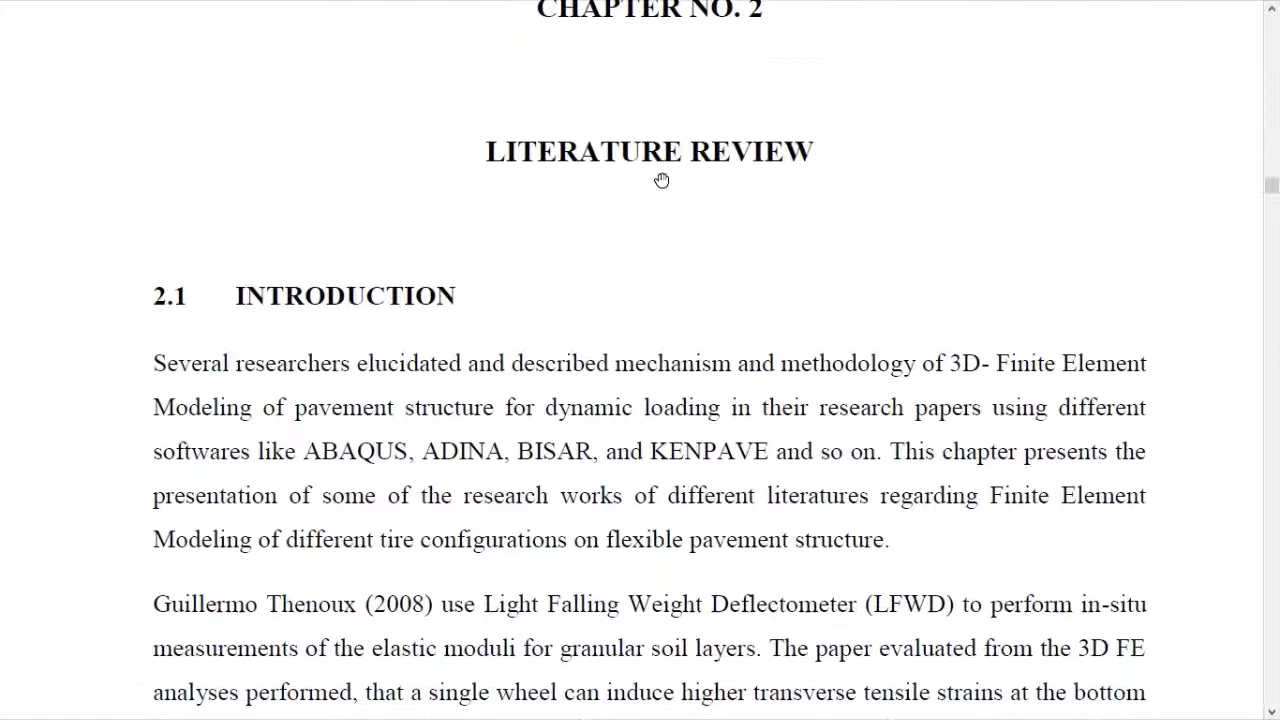 CHAPTER NO. 2
LITERATURE REVIEW
2.1 INTRODUCTION
Several researchers elucidated and described mechanism and methodology of 3D- Finite Element
Modeling of pavement structure for dynamic loading in their research papers using different
softwares like ABAQUS, ADINA, BISAR, and KENPAVE and so on. This chapter presents the
presentation of some of the research works of different literatures regarding Finite Element
Modeling of different tire configurations on flexible pavement structure.
Guillermo Thenoux (2008) use Light Falling Weight Deflectometer (LFWD) to perform in-situ
measurements of the elastic moduli for granular soil layers. The paper evaluated from the 3D FE
analyses performed, that a single wheel can induce higher transverse tensile strains at the bottom